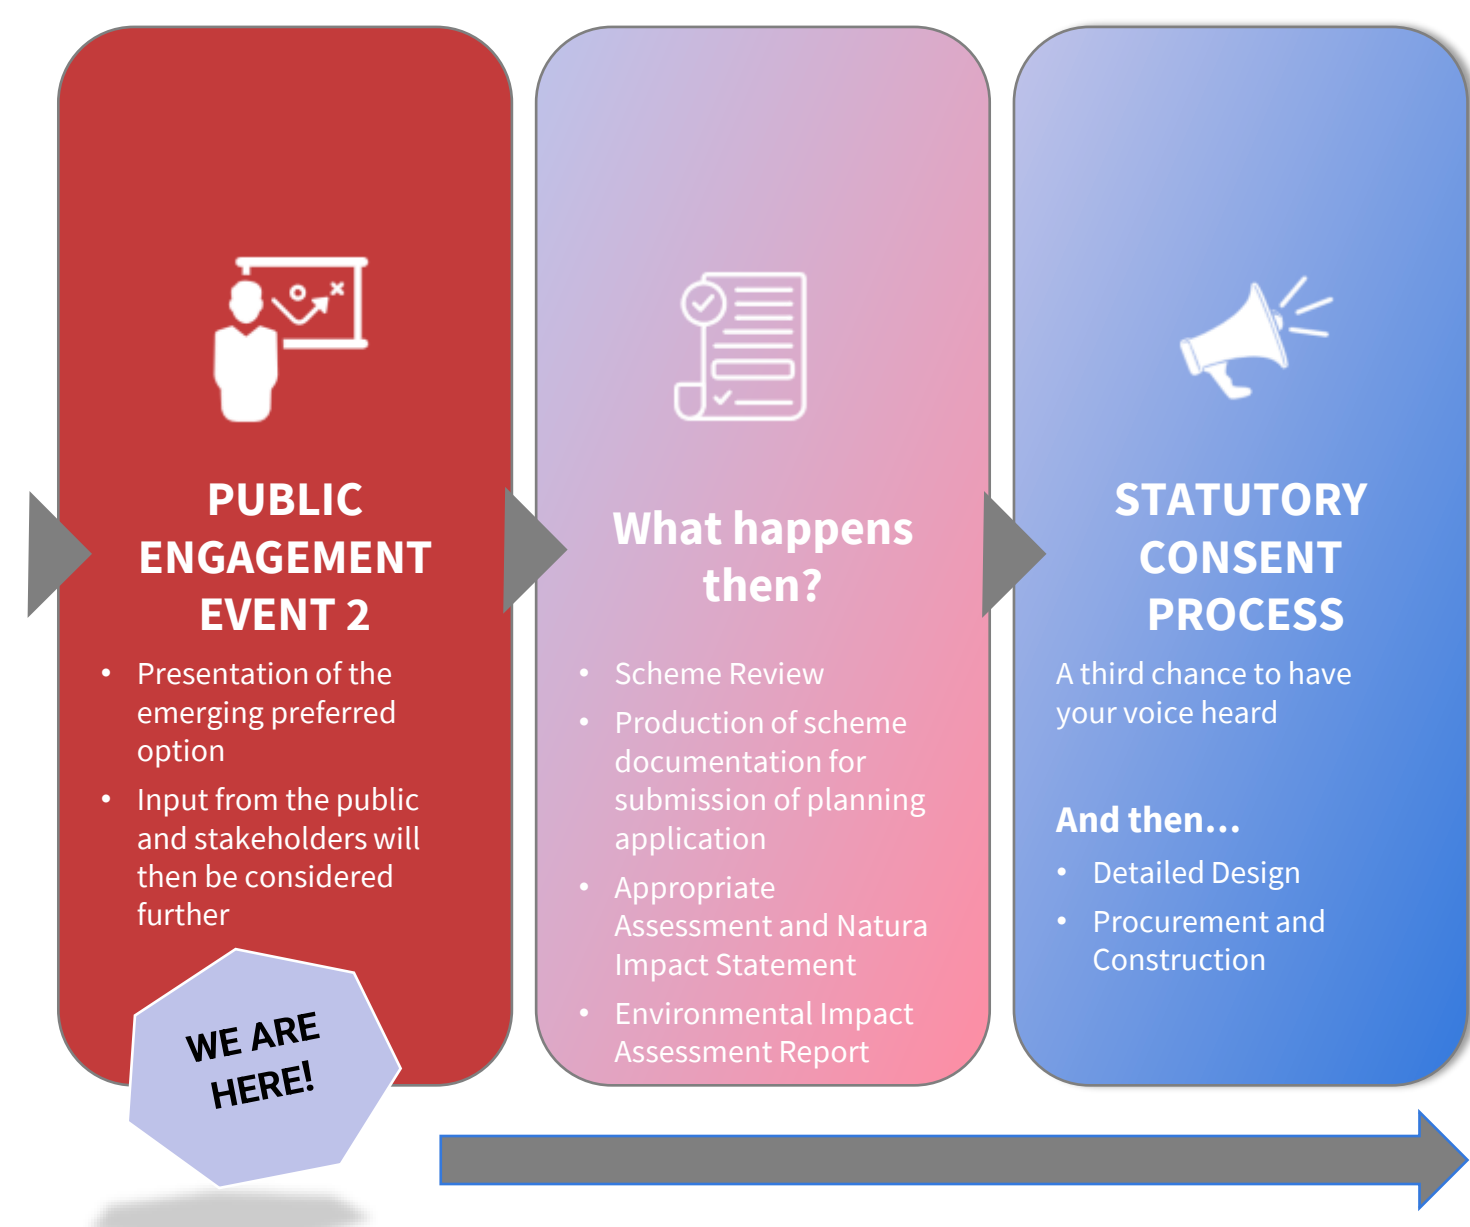 PUBLIC
ENGAGEMENT
EVENT 2
• Presentation of the
emerging preferred
option
• Input from the public
and stakeholders will
then be considered
further
WE ARE
HERE!
What happens
then?
• Scheme Review
• Production of scheme
documentation for
submission of planning
application
• Appropriate
Assessment and Natura
Impact Statement
• Environmental Impact
Assessment Report
STATUTORY
CONSENT
PROCESS
A third chance to have
your voice heard
And then...
• Detailed Design
• Procurement and
Construction